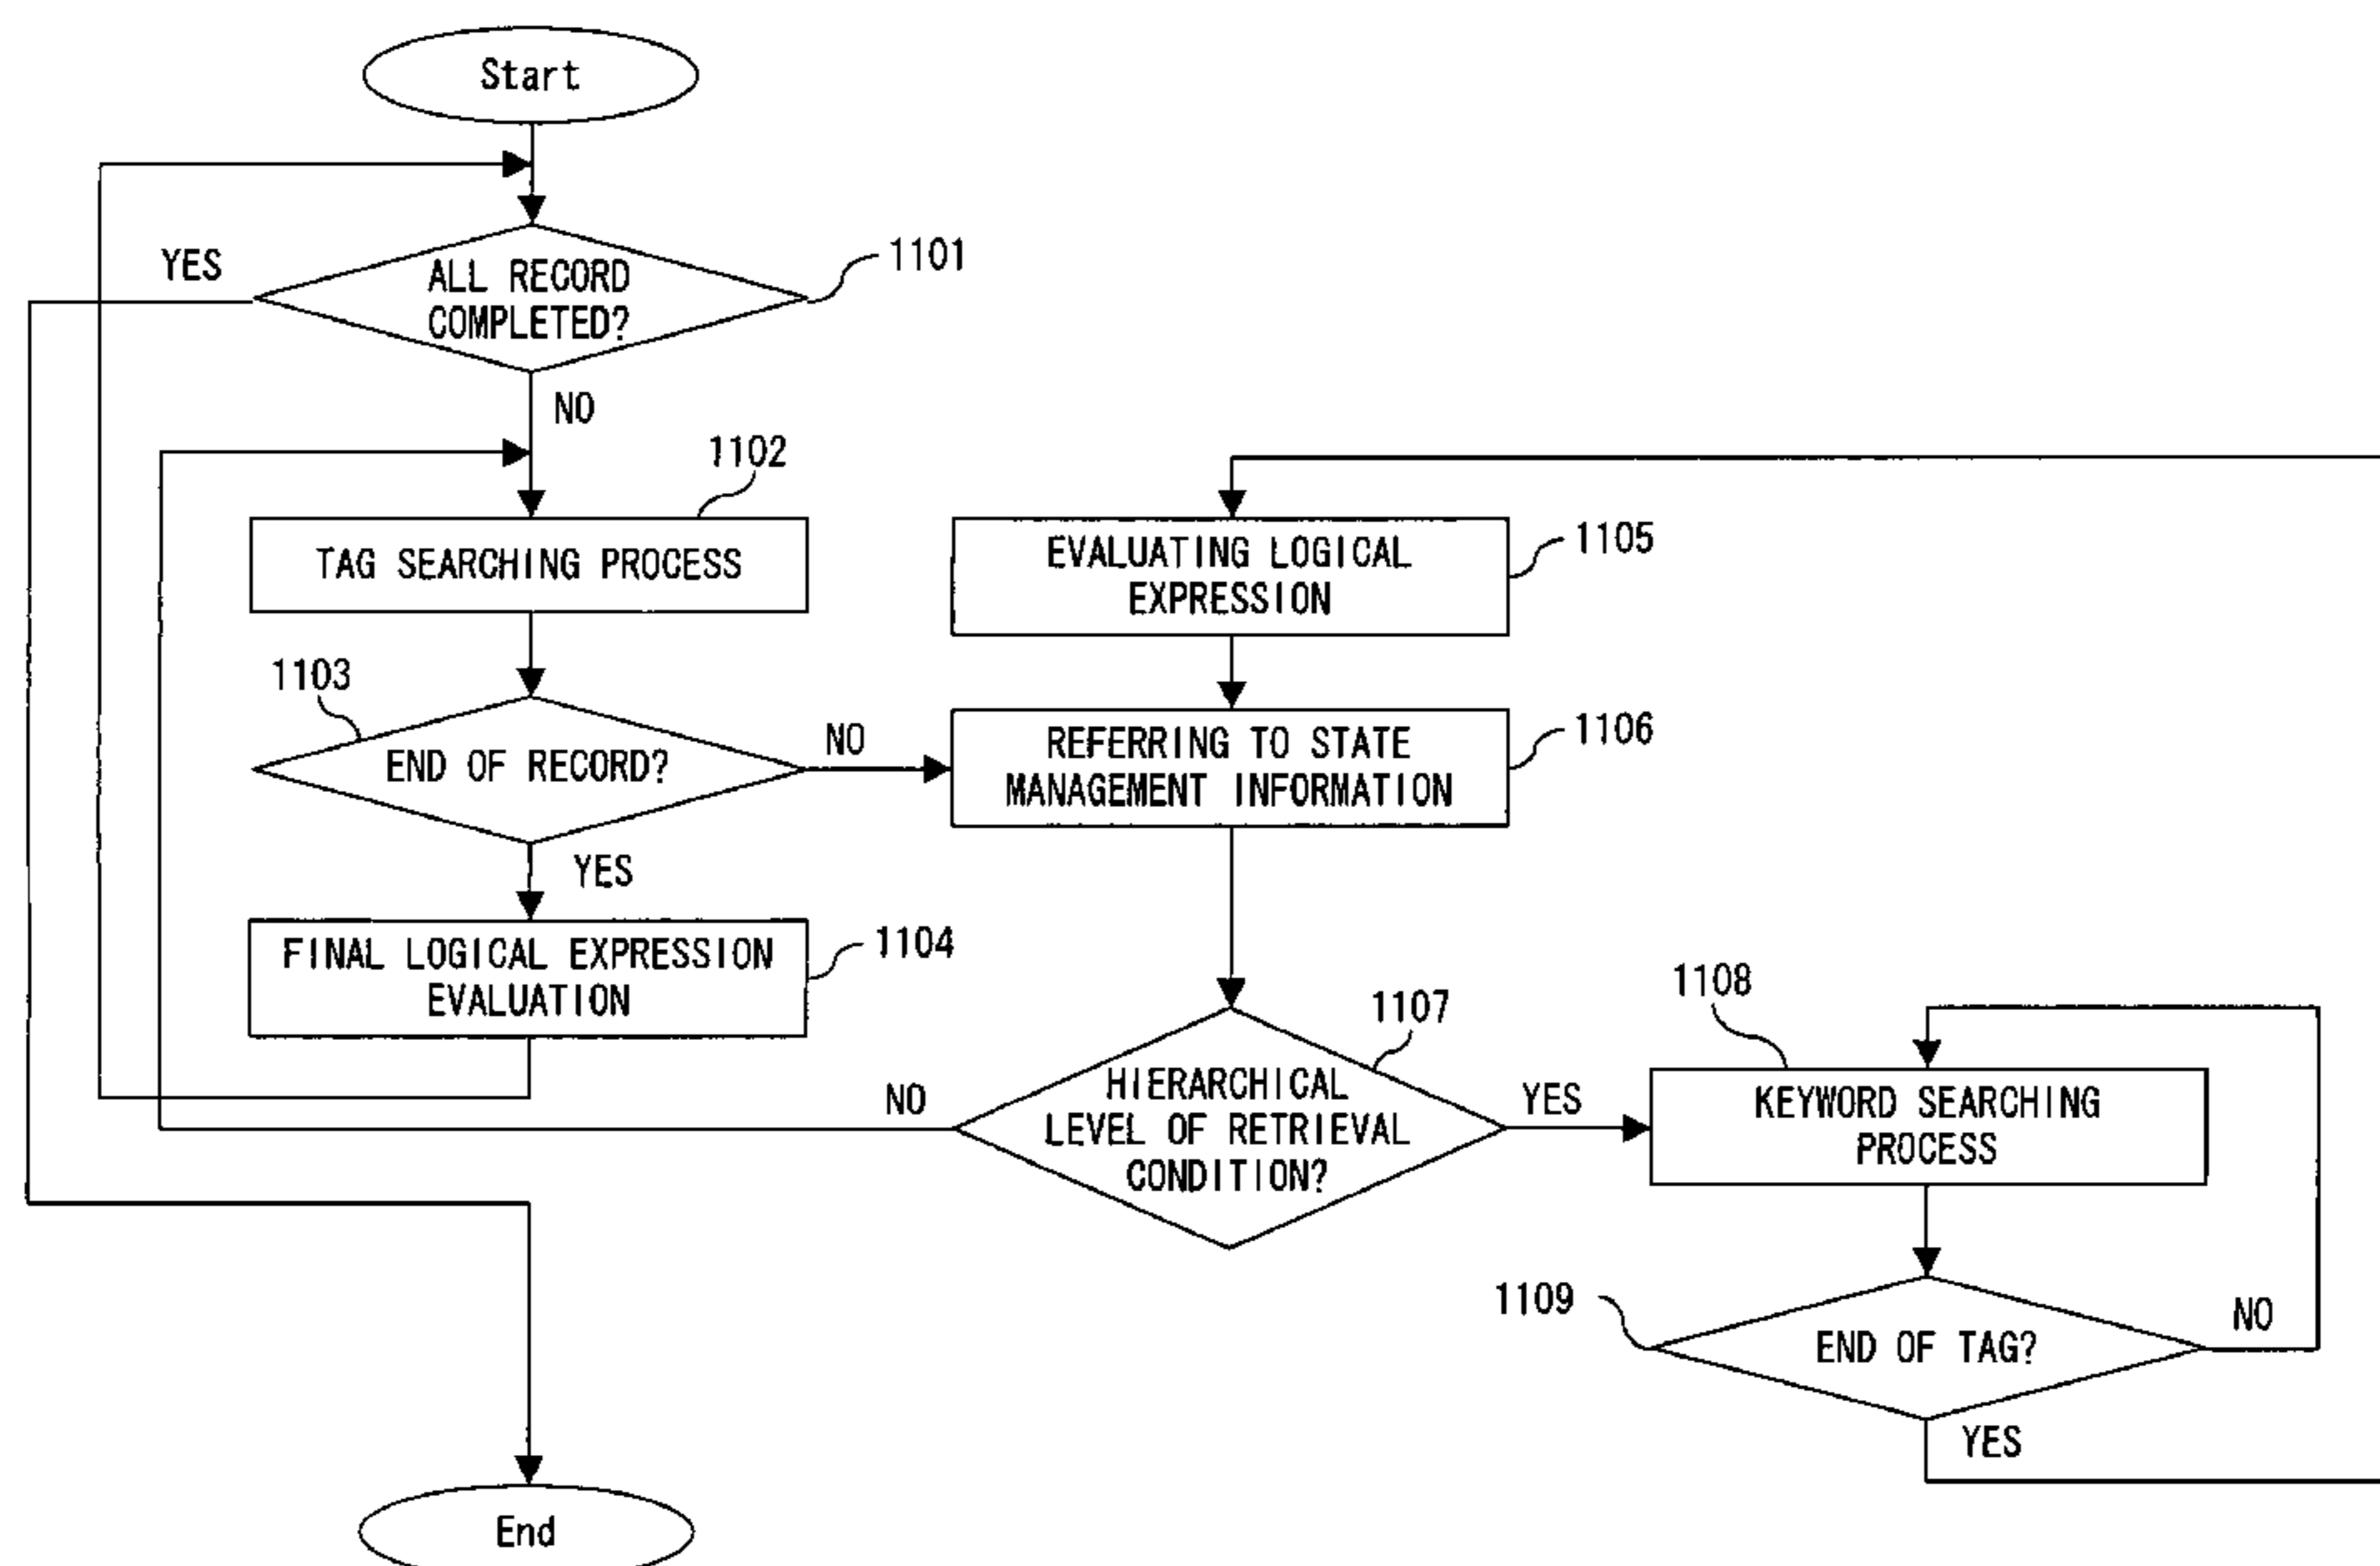 Start
YES
ALL RECORD
COMPLETED?
1101
NO
1102
TAG SEARCHING PROCESS
1103
END OF RECORD?
NO
YES
FINAL LOGICAL EXPRESSION
EVALUATION
1104
EVALUATING LOGICAL
EXPRESSION
1105
REFERRING TO STATE
MANAGEMENT INFORMATION
1106
1107
HIERARCHICAL
LEVEL OF RETRIEVAL
CONDITION?
NO
YES
1108
KEYWORD SEARCHING
PROCESS
1109
END OF TAG?
NO
YES
End